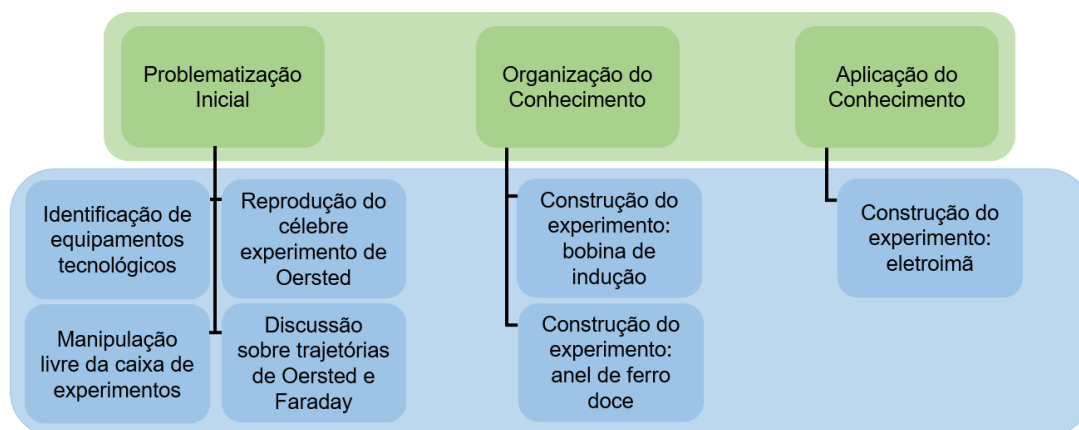 Problematização
Inicial
Organização do
Conhecimento
Aplicação do
Conhecimento
Identificação de
equipamentos
tecnológicos
Reprodução do
célebre
experimento de
Oersted
Manipulação
livre da caixa de
experimentos
Discussão
sobre trajetórias
de Oersted e
Faraday
Construção do
experimento:
bobina de
indução
Construção do
experimento:
anel de ferro
doce
Construção do
experimento:
eletroimã